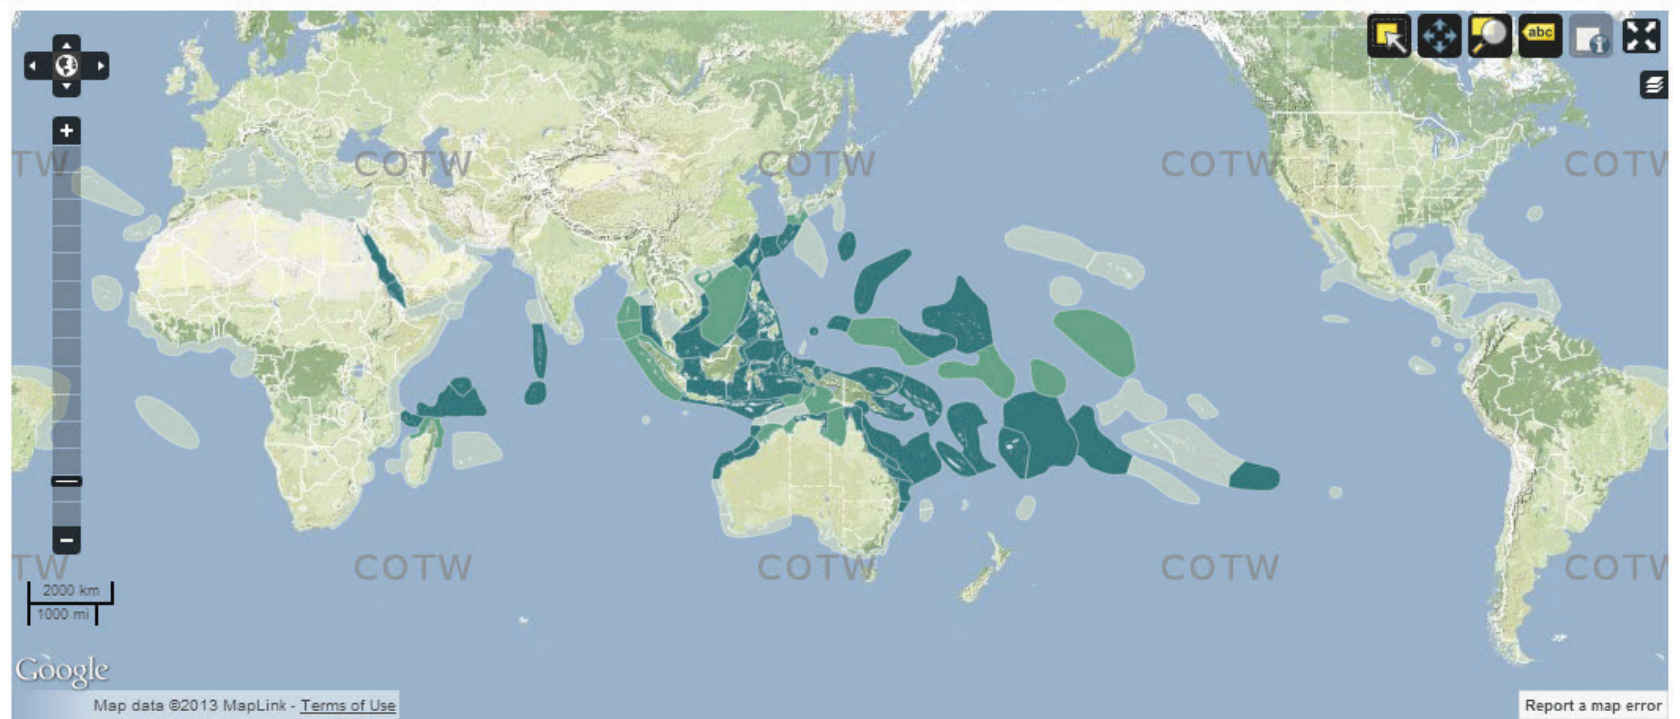 abc
TW COTW COTW COTW COTW
+
−
TW COTW COTW COTW COTW
2000 km
1000 mi
Google
Map data ©2013 MapLink - Terms of Use
Report a map error